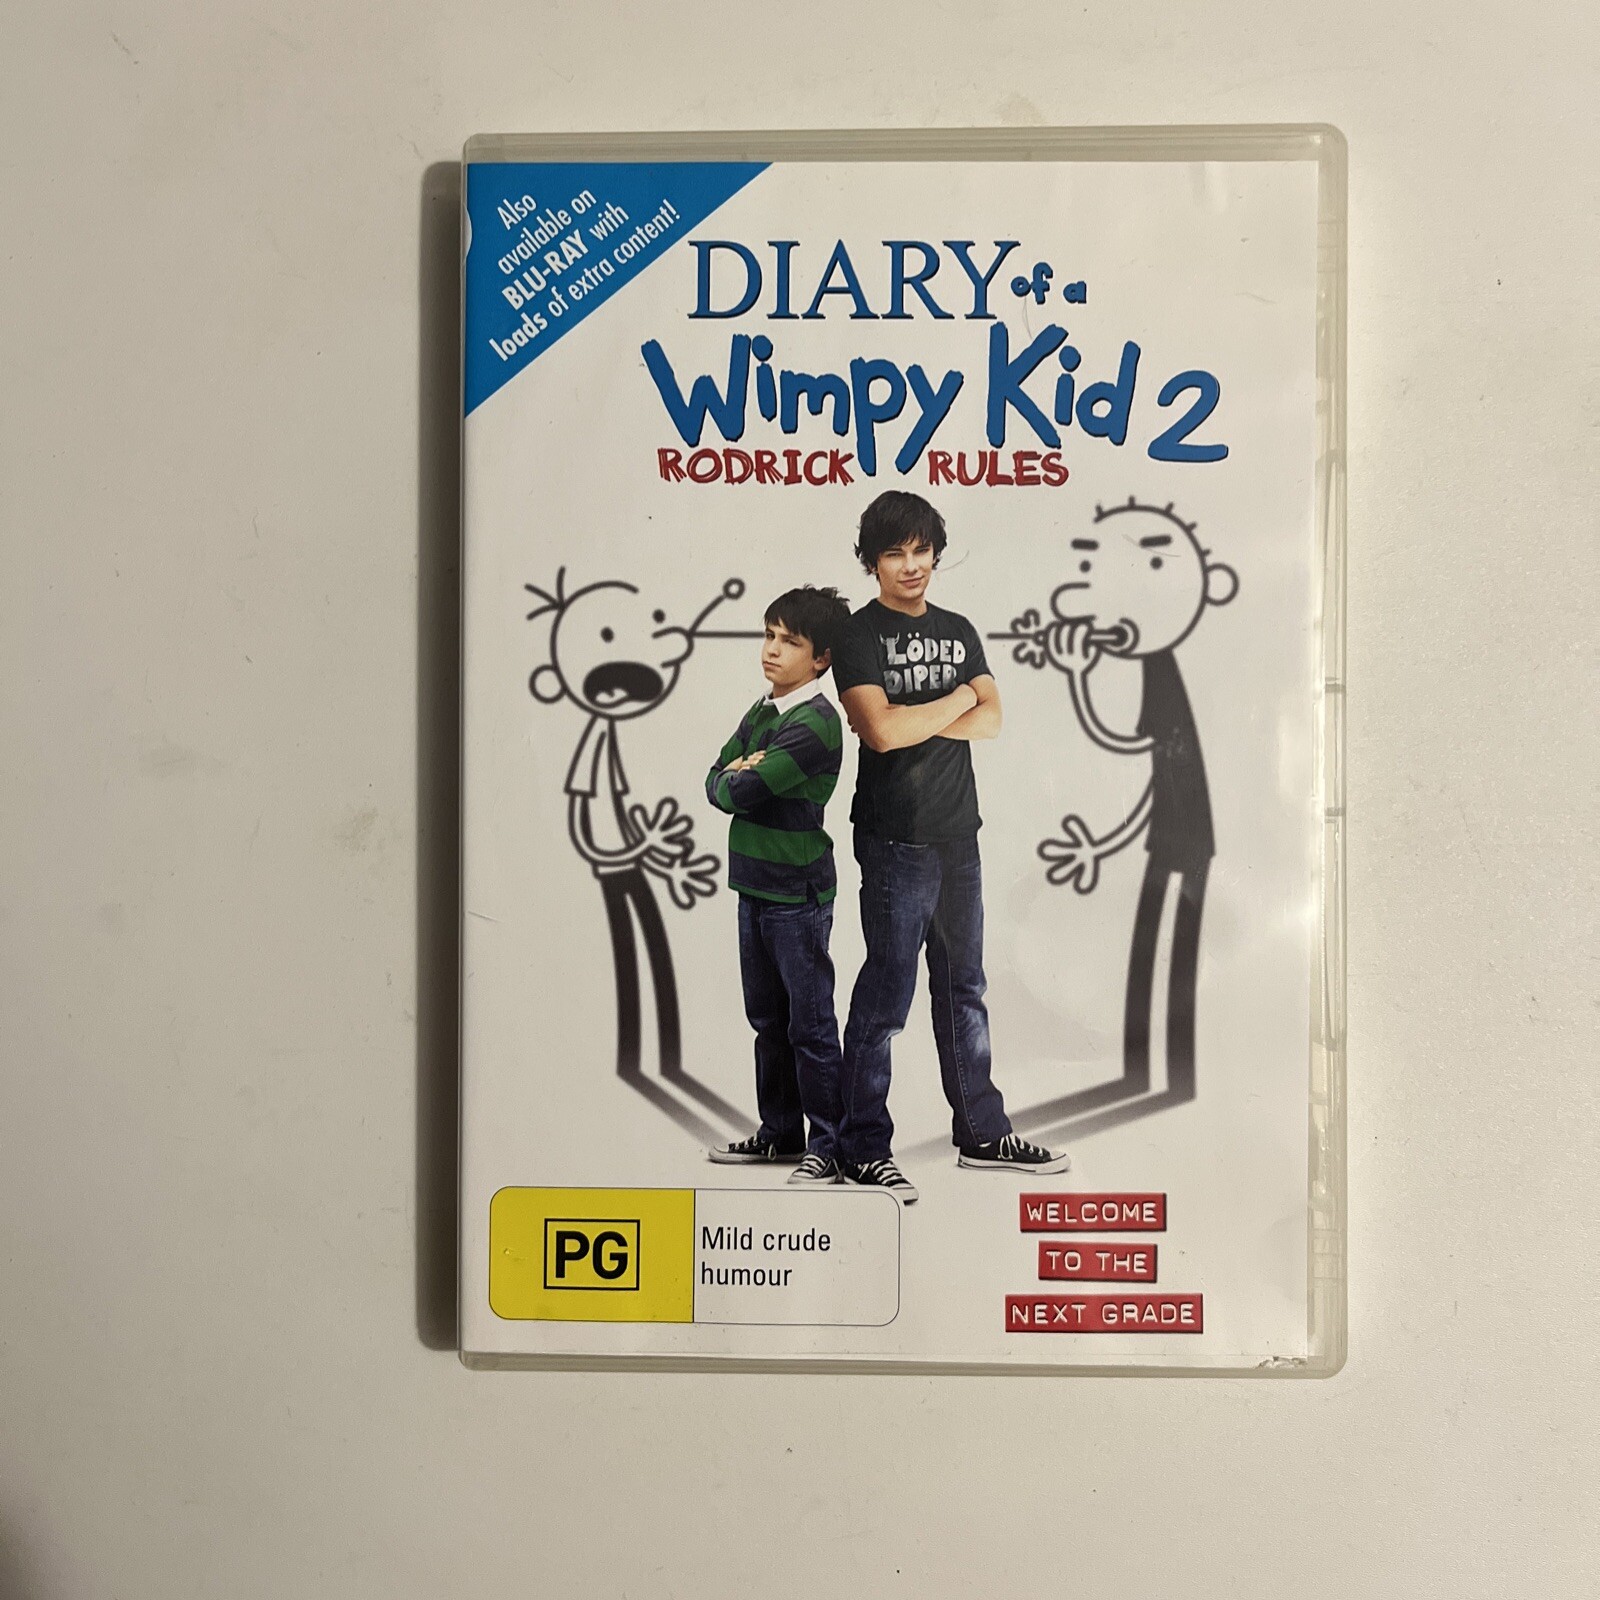 Also
available on
BLU-RAY with
loads of extra content!
DIARY of a
Wimpy Kid 2
RODRICK RULES
LÖDED
DIPER
PG
Mild crude
humour
WELCOME
TO THE
NEXT GRADE